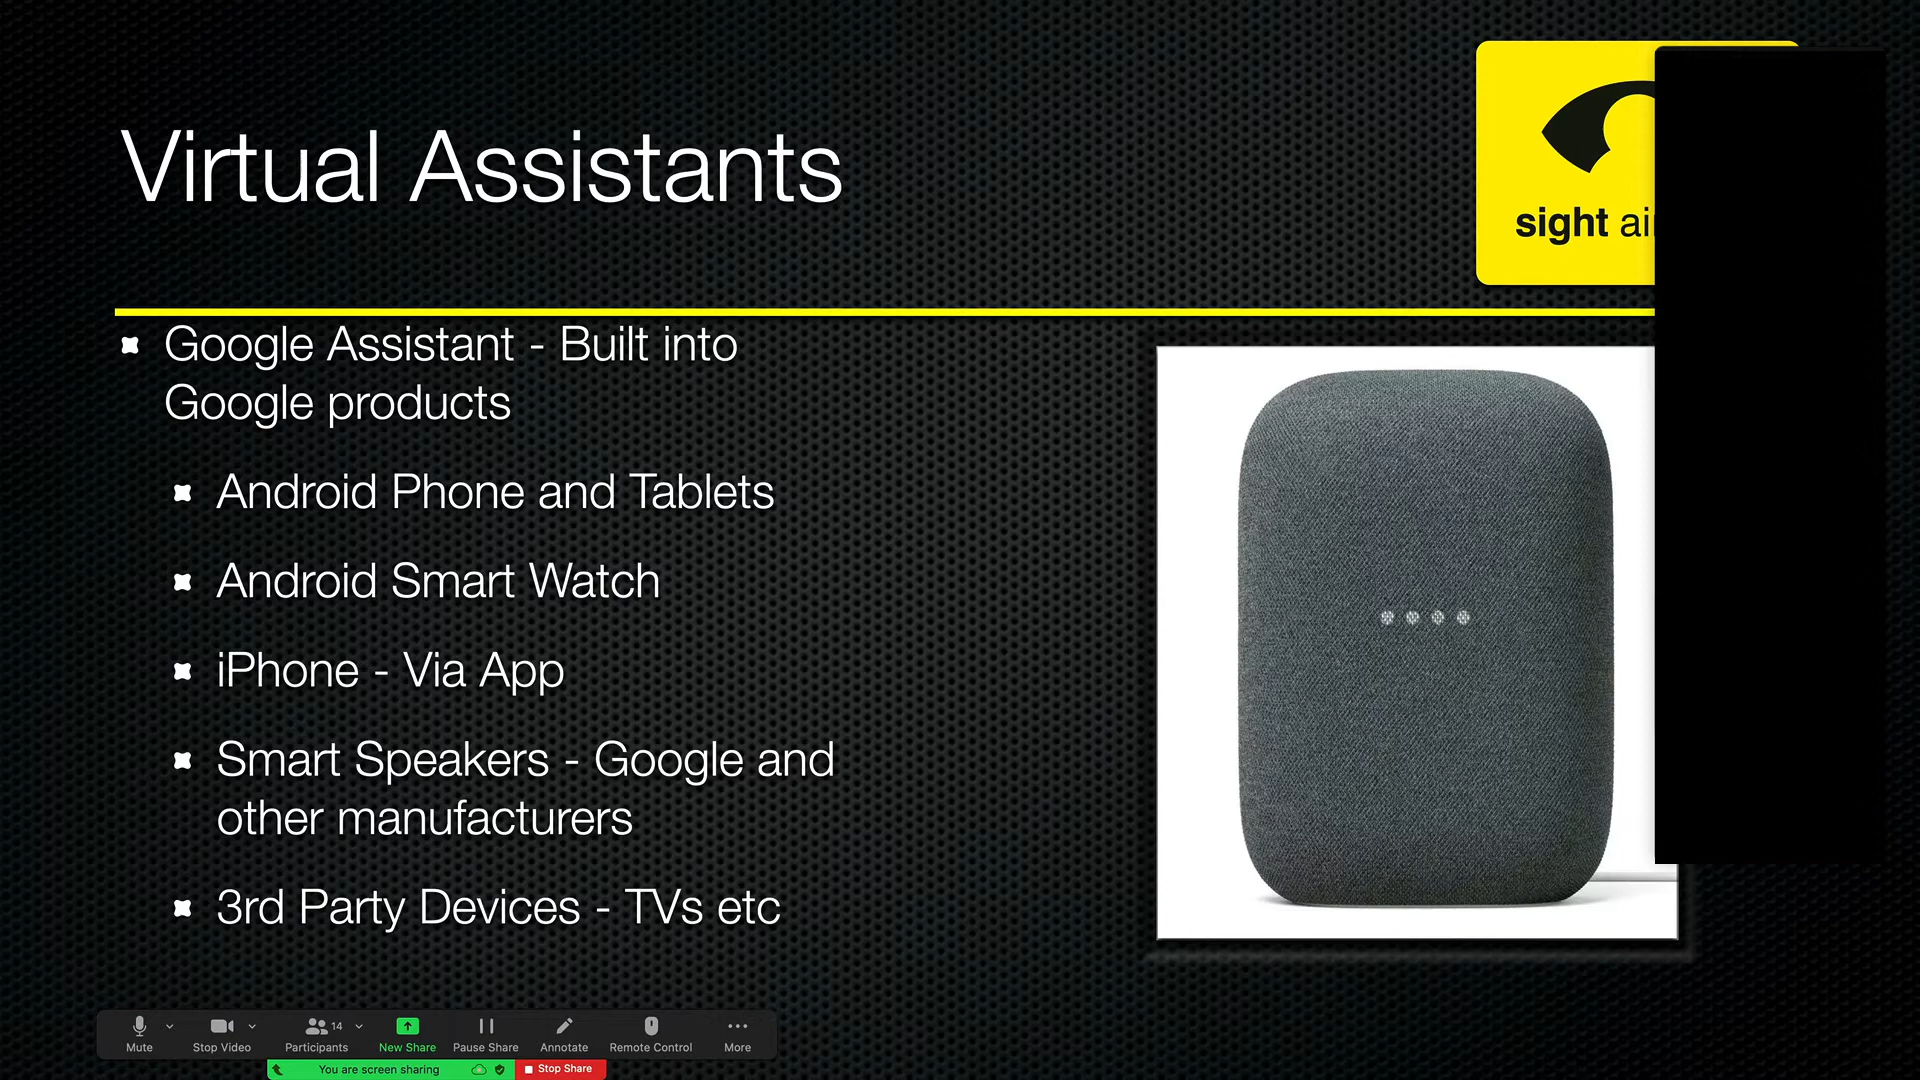 Virtual Assistants
sight
Google Assistant - Built into
Google products
Android Phone and Tablets
Android Smart Watch
iPhone - Via App
Smart Speakers - Google and
other manufacturers
3rd Party Devices - TVs etc
14
Mute Stop Video Participants New Share Pause Share Annotate Remote Control More
You are screen sharing Stop Share